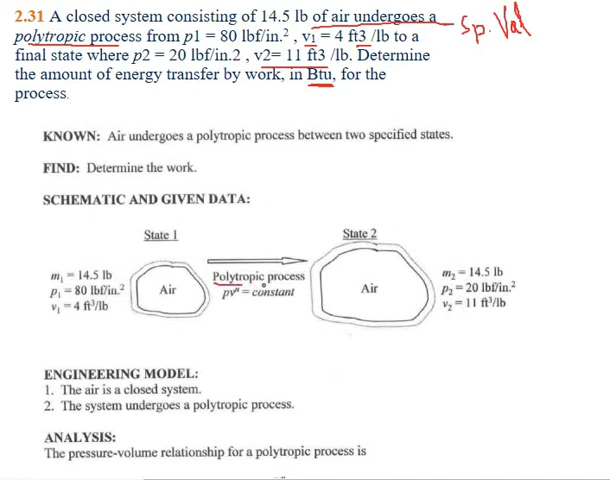 2.31 A closed system consisting of 14.5 lb of air undergoes a
Sp. Val
polytropic process from p1 = 80 lbf/in.², v1 = 4 ft3 /lb to a
final state where p2 = 20 lbf/in.2 , v2= 11 ft3 /lb. Determine
the amount of energy transfer by work, in Btu, for the
process.
KNOWN: Air undergoes a polytropic process between two specified states.
FIND: Determine the work.
SCHEMATIC AND GIVEN DATA:
State 1
State 2
m₁ = 14.5 lb
p₁ = 80 lbf/in.²
v₁ = 4 ft³/lb
Air
Polytropic process
pvⁿ = constant
Air
m₂ = 14.5 lb
p₂ = 20 lbf/in.²
v₂ = 11 ft³/lb
ENGINEERING MODEL:
1. The air is a closed system.
2. The system undergoes a polytropic process.
ANALYSIS:
The pressure-volume relationship for a polytropic process is